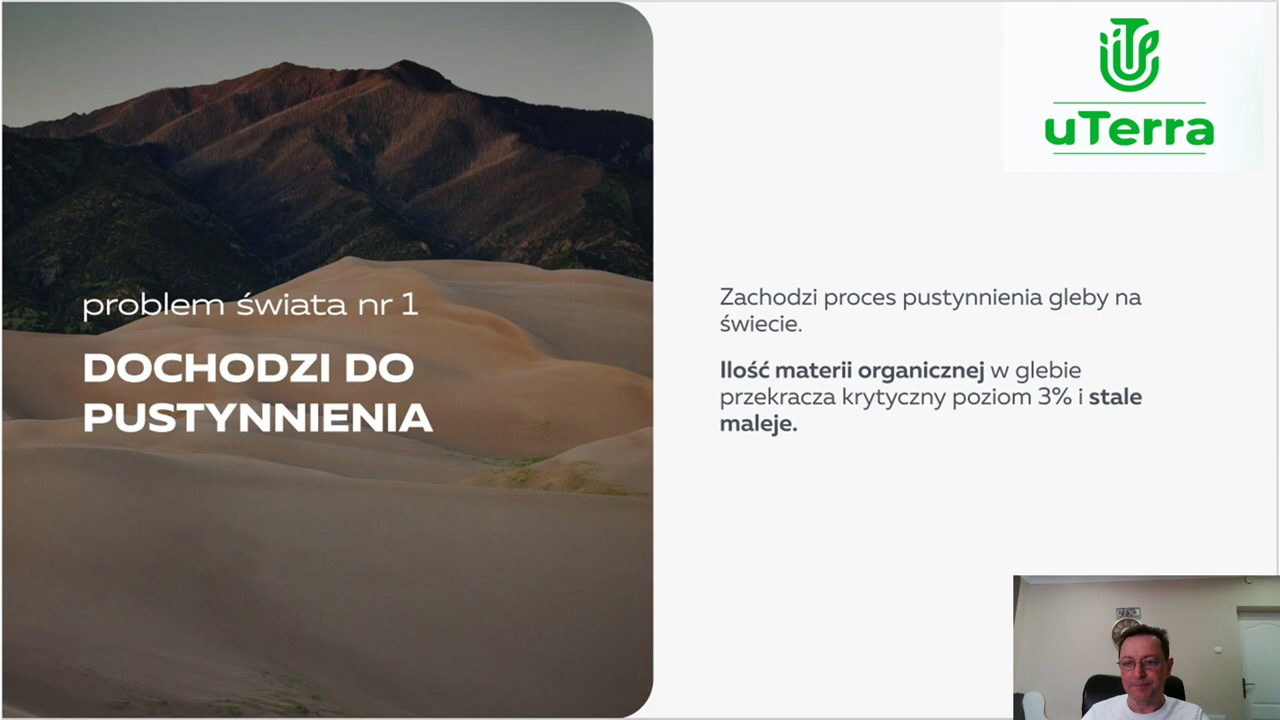 problem świata nr 1
DOCHODZI DO
PUSTYNNIENIA
uTerra
Zachodzi proces pustynnienia gleby na
świecie.
Ilość materii organicznej w glebie
przekracza krytyczny poziom 3% i stale
maleje.